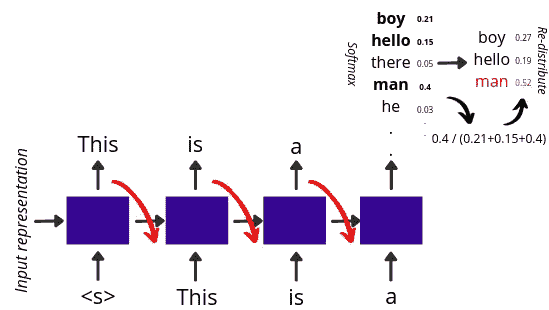 boy 0.21
hello 0.15
there 0.05
man 0.4
he 0.03
.
.
Softmax
boy 0.27
hello 0.19
man 0.52
Re-distribute
0.4 / (0.21+0.15+0.4)
This
is
a
Input representation
<s>
This
is
a